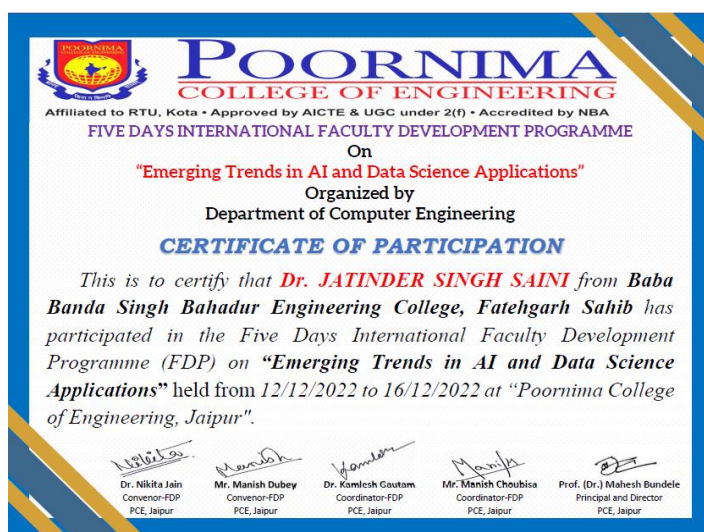 POORNIMA
POORNIMA
COLLEGE OF ENGINEERING
Affiliated to RTU, Kota • Approved by AICTE & UGC under 2(f) • Accredited by NBA
FIVE DAYS INTERNATIONAL FACULTY DEVELOPMENT PROGRAMME
On
"Emerging Trends in AI and Data Science Applications"
Organized by
Department of Computer Engineering
CERTIFICATE OF PARTICIPATION
This is to certify that Dr. JATINDER SINGH SAINI from Baba
Banda Singh Bahadur Engineering College, Fatehgarh Sahib has
participated in the Five Days International Faculty Development
Programme (FDP) on “Emerging Trends in AI and Data Science
Applications” held from 12/12/2022 to 16/12/2022 at “Poornima College
of Engineering, Jaipur".
Nikita Manish Kamlesh Manish
Dr. Nikita Jain Mr. Manish Dubey Dr. Kamlesh Gautam Mr. Manish Choubisa Prof. (Dr.) Mahesh Bundele
Convenor-FDP Convenor-FDP Coordinator-FDP Coordinator-FDP Principal and Director
PCE, Jaipur PCE, Jaipur PCE, Jaipur PCE, Jaipur PCE, Jaipur